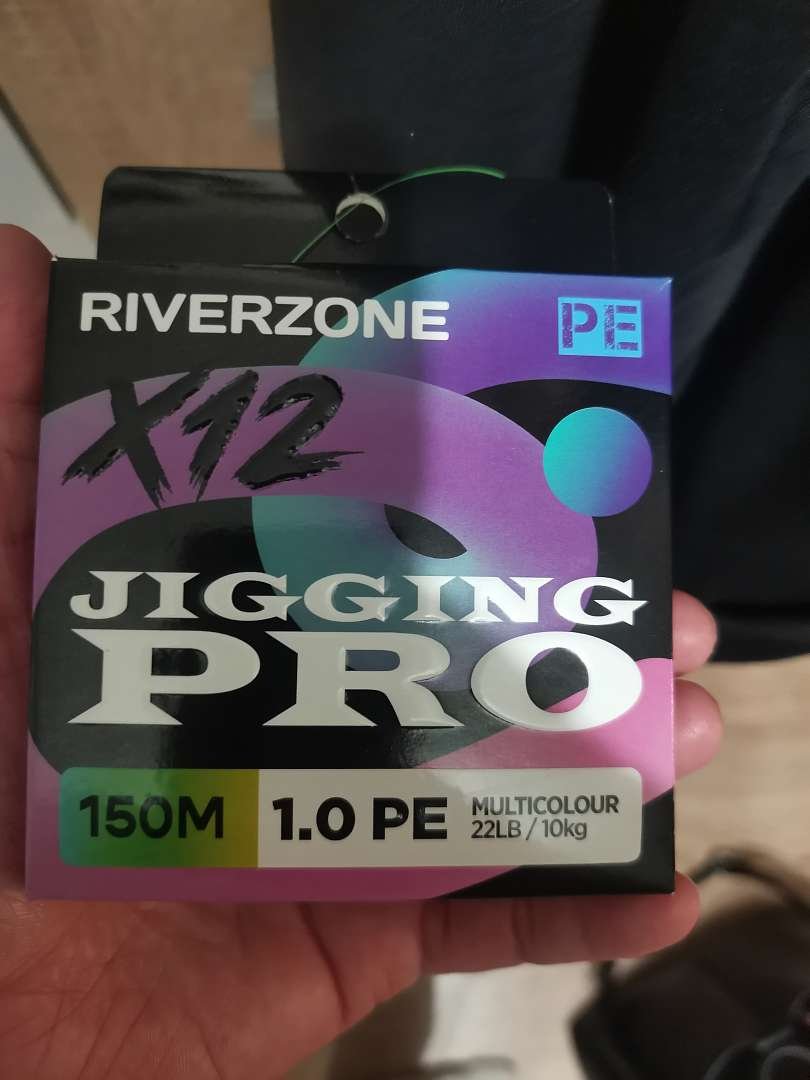 RIVERZONE
PE
X12
JIGGING
PRO
150M
1.0 PE
MULTICOLOUR
22LB / 10kg